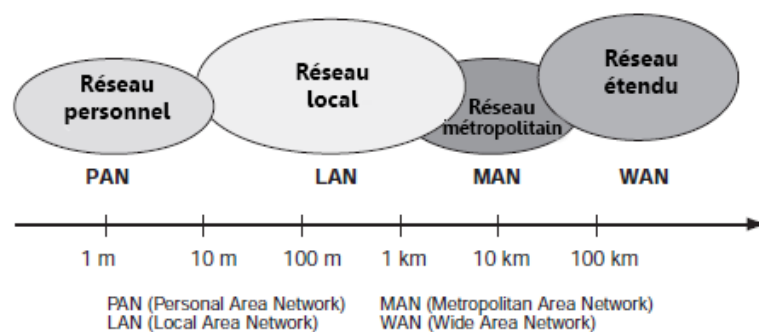 Réseau
personnel
Réseau
local
Réseau
métropolitain
Réseau
étendu
PAN LAN MAN WAN
1 m 10 m 100 m 1 km 10 km 100 km
PAN (Personal Area Network) MAN (Metropolitan Area Network)
LAN (Local Area Network) WAN (Wide Area Network)